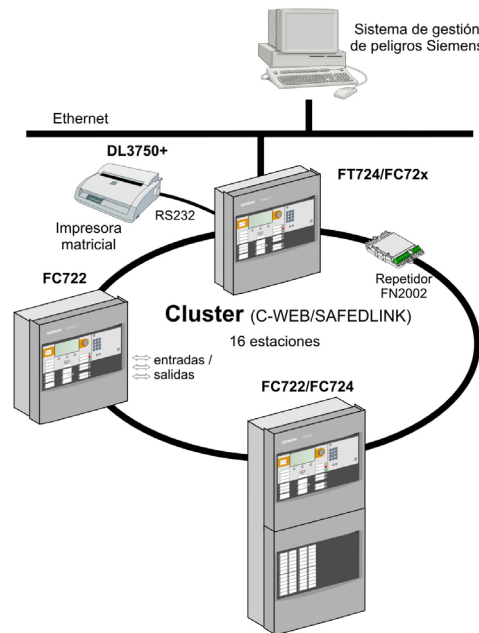 Sistema de gestión
de peligros Siemens
Ethernet
DL3750+
FT724/FC72x
RS232
Impresora
matricial
Repetidor
FN2002
FC722
Cluster (C-WEB/SAFEDLINK)
16 estaciones
entradas /
salidas
FC722/FC724